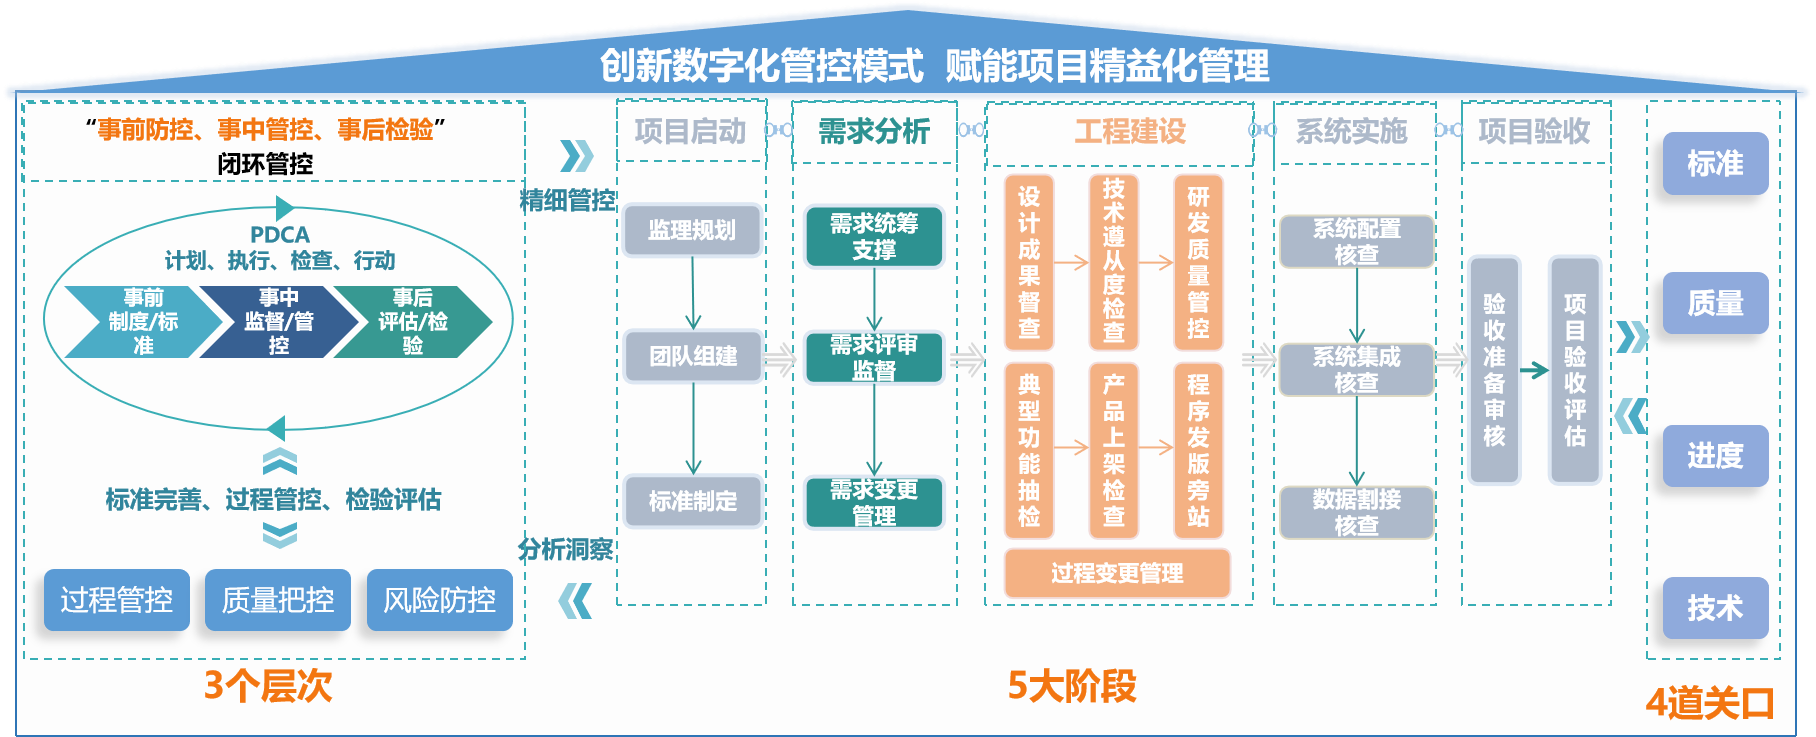 创新数字化管控模式 赋能项目精益化管理
“事前防控、事中管控、事后检验”
闭环管控
PDCA
计划、执行、检查、行动
事前
制度/标
准
事中
监督/管
控
事后
评估/检
验
标准完善、过程管控、检验评估
过程管控
质量把控
风险防控
3个层次
精细管控
分析洞察
项目启动
监理规划
团队组建
标准制定
需求分析
需求统筹
支撑
需求评审
监督
需求变更
管理
工程建设
设计成果督查
技术遵从度检查
研发质量管控
典型功能抽检
产品上架检查
程序发版旁站
过程变更管理
系统实施
系统配置
核查
系统集成
核查
数据割接
核查
项目验收
验收准备审核
项目验收评估
5大阶段
标准
质量
进度
技术
4道关口